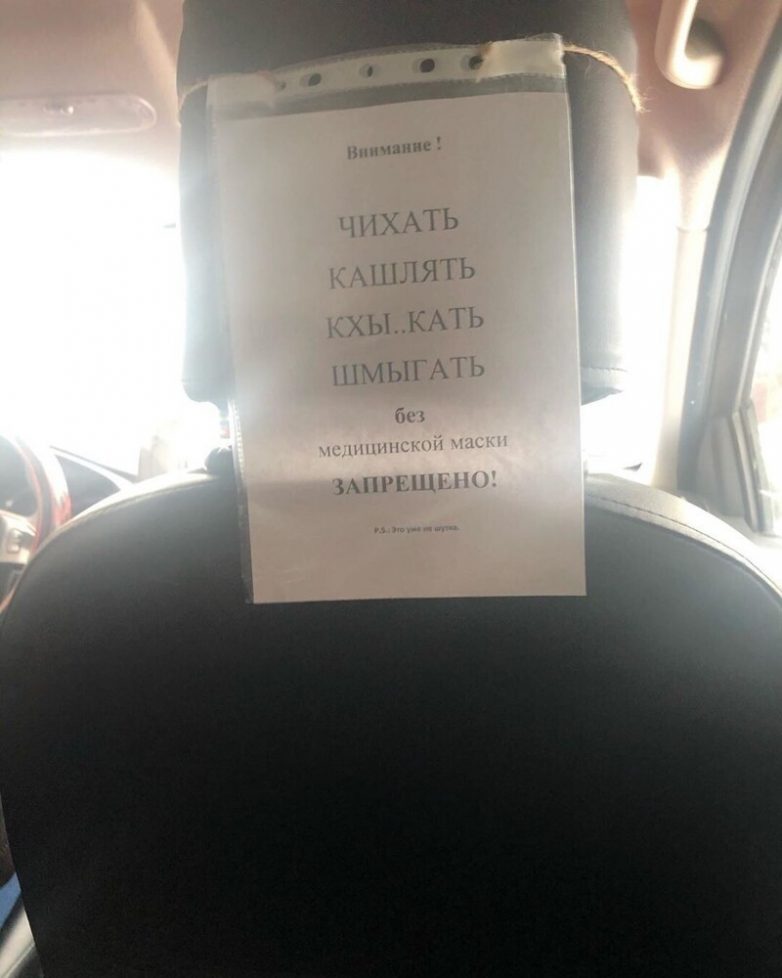 Внимание !
ЧИХАТЬ
КАШЛЯТЬ
КХЫ..КАТЬ
ШМЫГАТЬ
без
медицинской маски
ЗАПРЕЩЕНО!
P.S.: Это уже не шутка.